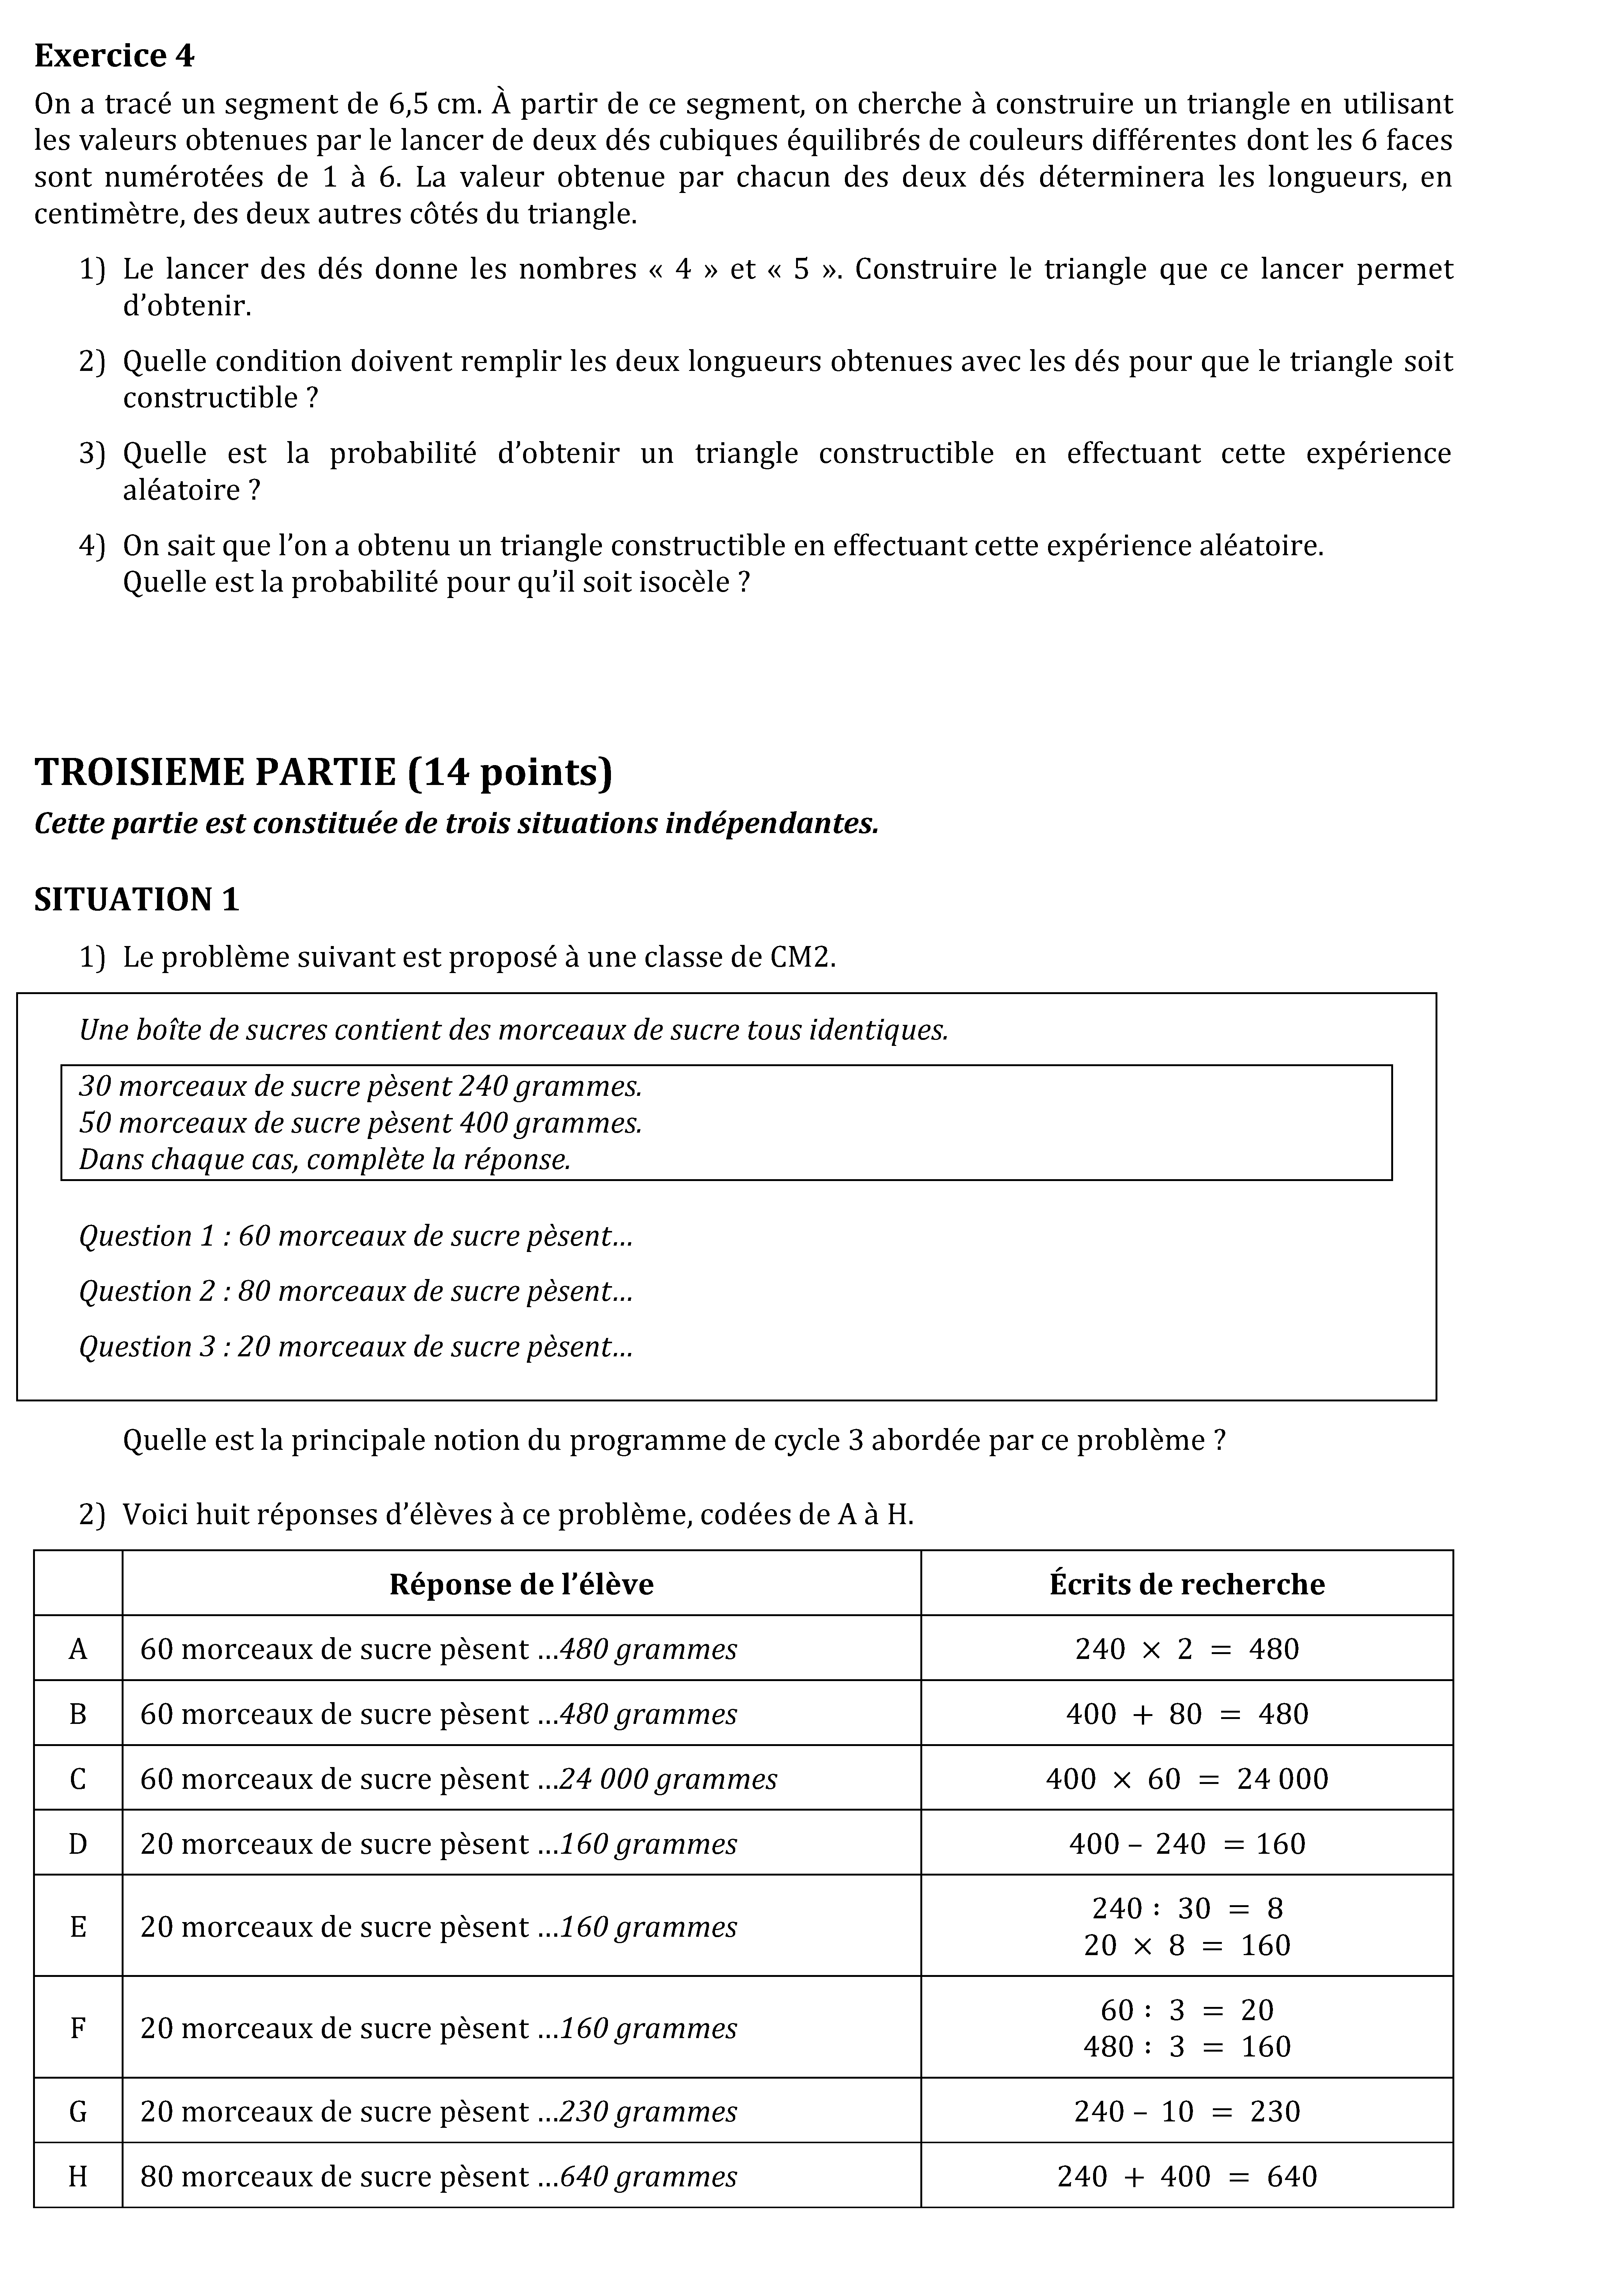 Exercice 4
On a tracé un segment de 6,5 cm. À partir de ce segment, on cherche à construire un triangle en utilisant
les valeurs obtenues par le lancer de deux dés cubiques équilibrés de couleurs différentes dont les 6 faces
sont numérotées de 1 à 6. La valeur obtenue par chacun des deux dés déterminera les longueurs, en
centimètre, des deux autres côtés du triangle.
1) Le lancer des dés donne les nombres « 4 » et « 5 ». Construire le triangle que ce lancer permet
d’obtenir.
2) Quelle condition doivent remplir les deux longueurs obtenues avec les dés pour que le triangle soit
constructible ?
3) Quelle est la probabilité d’obtenir un triangle constructible en effectuant cette expérience
aléatoire ?
4) On sait que l’on a obtenu un triangle constructible en effectuant cette expérience aléatoire.
Quelle est la probabilité pour qu’il soit isocèle ?
TROISIEME PARTIE (14 points)
Cette partie est constituée de trois situations indépendantes.
SITUATION 1
1) Le problème suivant est proposé à une classe de CM2.
Une boîte de sucres contient des morceaux de sucre tous identiques.
30 morceaux de sucre pèsent 240 grammes.
50 morceaux de sucre pèsent 400 grammes.
Dans chaque cas, complète la réponse.
Question 1 : 60 morceaux de sucre pèsent…
Question 2 : 80 morceaux de sucre pèsent…
Question 3 : 20 morceaux de sucre pèsent…
Quelle est la principale notion du programme de cycle 3 abordée par ce problème ?
2) Voici huit réponses d’élèves à ce problème, codées de A à H.
Réponse de l’élève Écrits de recherche
A 60 morceaux de sucre pèsent …480 grammes 240 × 2 = 480
B 60 morceaux de sucre pèsent …480 grammes 400 + 80 = 480
C 60 morceaux de sucre pèsent …24 000 grammes 400 × 60 = 24 000
D 20 morceaux de sucre pèsent …160 grammes 400 – 240 = 160
E 20 morceaux de sucre pèsent …160 grammes 240 : 30 = 8
20 × 8 = 160
F 20 morceaux de sucre pèsent …160 grammes 60 : 3 = 20
480 : 3 = 160
G 20 morceaux de sucre pèsent …230 grammes 240 – 10 = 230
H 80 morceaux de sucre pèsent …640 grammes 240 + 400 = 640